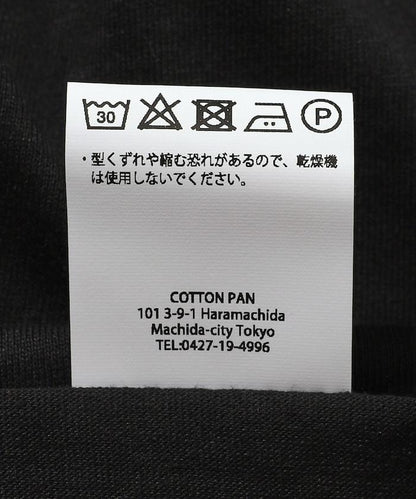 30 P
・型くずれや縮む恐れがあるので、乾燥機
は使用しないでください。
COTTON PAN
101 3-9-1 Haramachida
Machida-city Tokyo
TEL:0427-19-4996